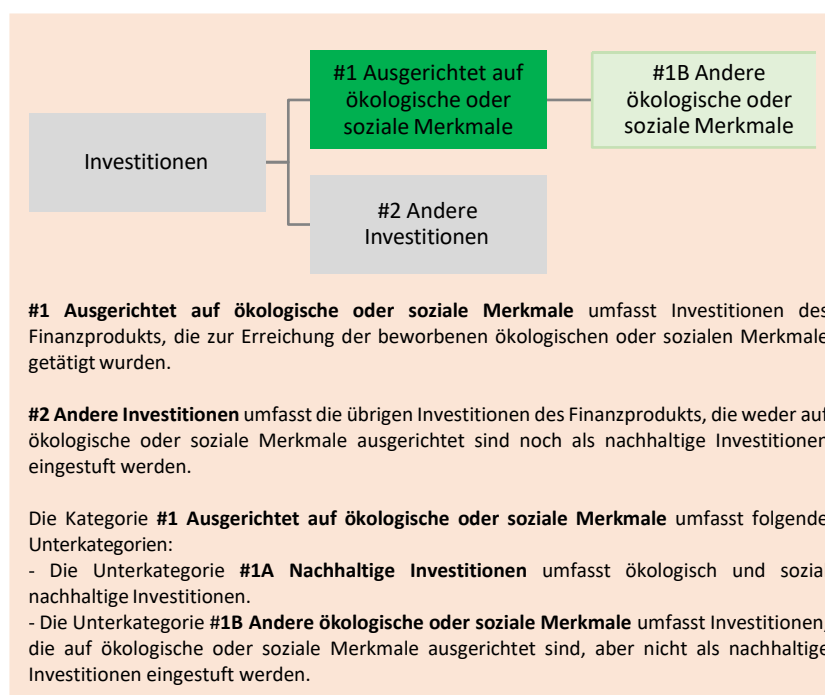 #1 Ausgerichtet auf
ökologische oder
soziale Merkmale
#1B Andere
ökologische oder
soziale Merkmale
Investitionen
#2 Andere
Investitionen
#1 Ausgerichtet auf ökologische oder soziale Merkmale umfasst Investitionen des
Finanzprodukts, die zur Erreichung der beworbenen ökologischen oder sozialen Merkmale
getätigt wurden.
#2 Andere Investitionen umfasst die übrigen Investitionen des Finanzprodukts, die weder auf
ökologische oder soziale Merkmale ausgerichtet sind noch als nachhaltige Investitionen
eingestuft werden.
Die Kategorie #1 Ausgerichtet auf ökologische oder soziale Merkmale umfasst folgende
Unterkategorien:
- Die Unterkategorie #1A Nachhaltige Investitionen umfasst ökologisch und sozia
nachhaltige Investitionen.
- Die Unterkategorie #1B Andere ökologische oder soziale Merkmale umfasst Investitionen,
die auf ökologische oder soziale Merkmale ausgerichtet sind, aber nicht als nachhaltige
Investitionen eingestuft werden.